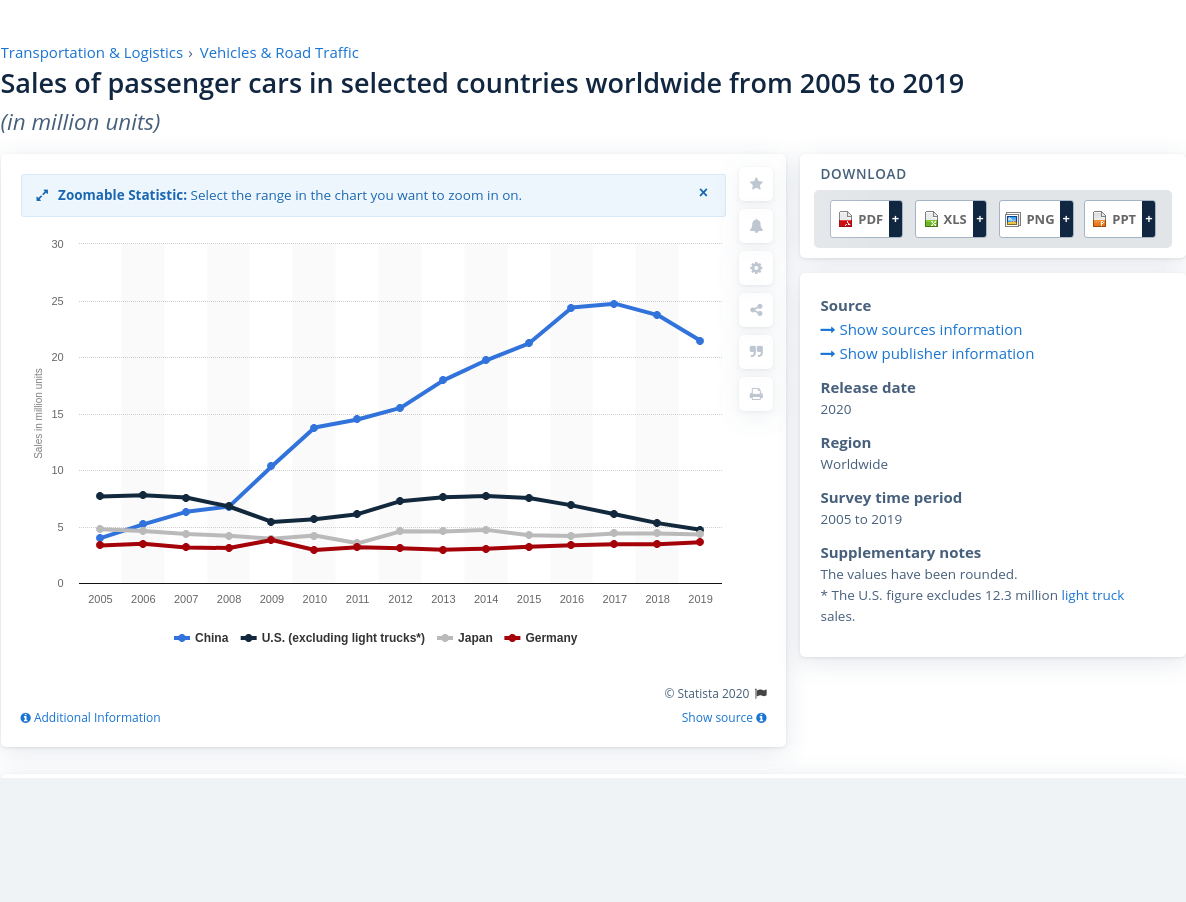 Transportation & Logistics › Vehicles & Road Traffic
Sales of passenger cars in selected countries worldwide from 2005 to 2019
(in million units)
Zoomable Statistic: Select the range in the chart you want to zoom in on. ×
30
25
20
15
10
5
0
Sales in million units
2005 2006 2007 2008 2009 2010 2011 2012 2013 2014 2015 2016 2017 2018 2019
China U.S. (excluding light trucks*) Japan Germany
© Statista 2020
Additional Information
Show source
DOWNLOAD
PDF + XLS + PNG + PPT +
Source
Show sources information
Show publisher information
Release date
2020
Region
Worldwide
Survey time period
2005 to 2019
Supplementary notes
The values have been rounded.
* The U.S. figure excludes 12.3 million light truck
sales.